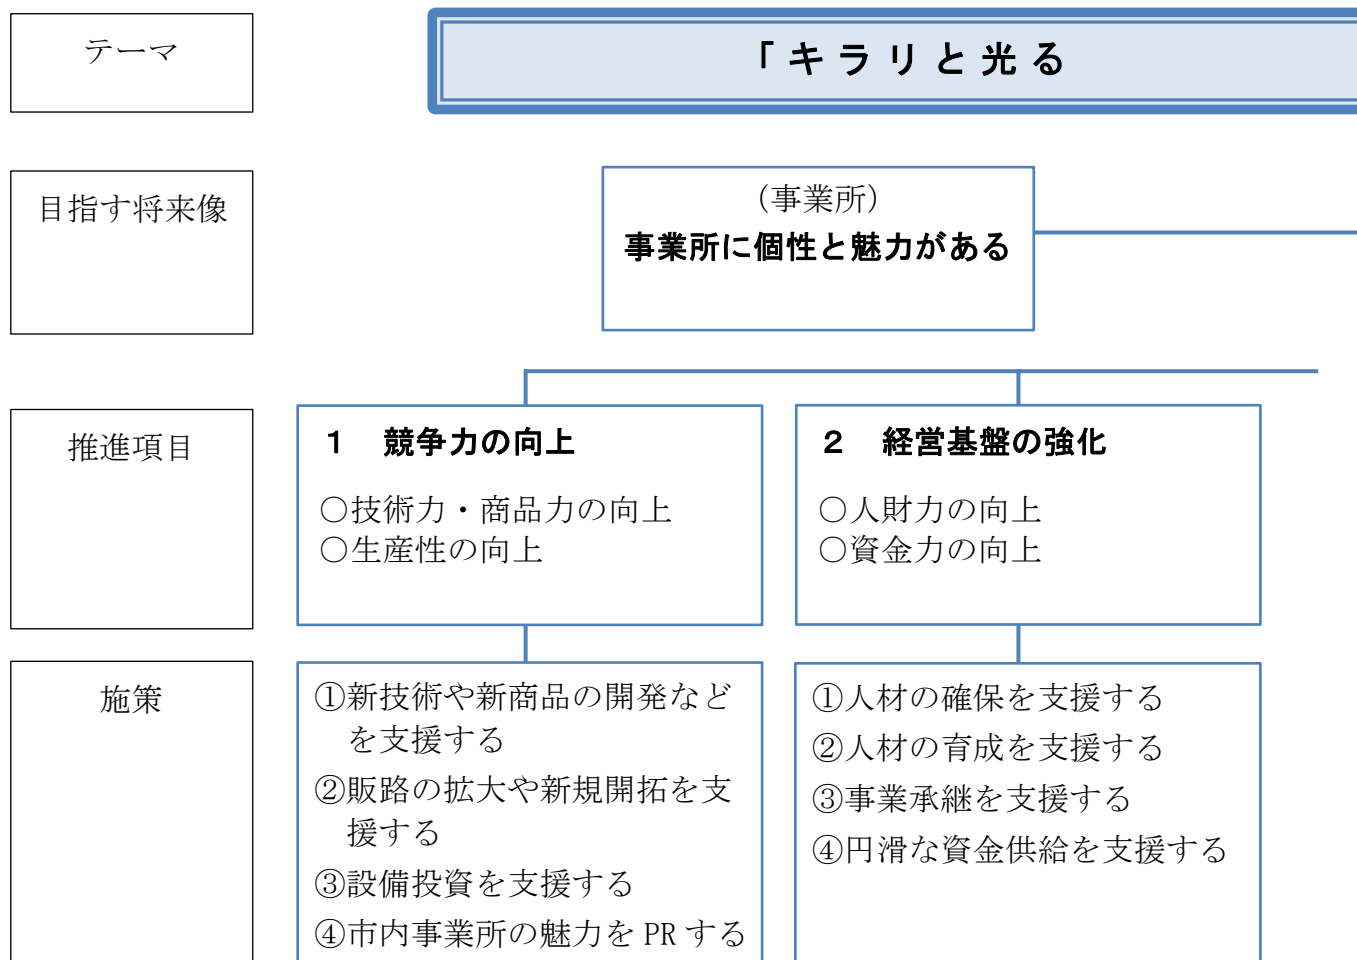 テーマ
「キラリと光る
目指す将来像
(事業所)
事業所に個性と魅力がある
推進項目
１　競争力の向上
○技術力・商品力の向上
○生産性の向上
２　経営基盤の強化
○人財力の向上
○資金力の向上
施策
①新技術や新商品の開発など
を支援する
②販路の拡大や新規開拓を支
援する
③設備投資を支援する
④市内事業所の魅力を PR する
①人材の確保を支援する
②人材の育成を支援する
③事業承継を支援する
④円滑な資金供給を支援する